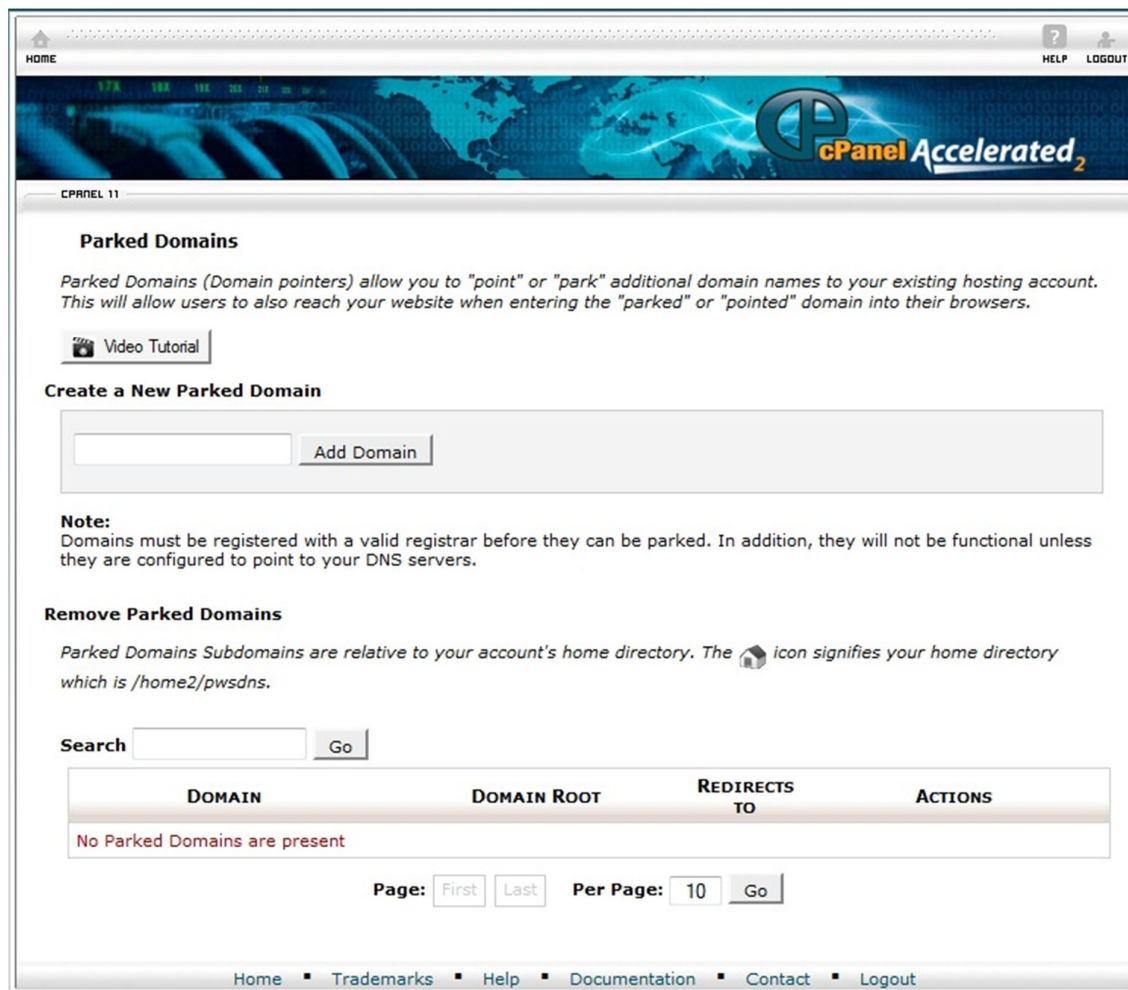 HOME
HELP LOGOUT
17X 18X 19X 20X 21X
cPanel Accelerated2
CPANEL 11
Parked Domains
Parked Domains (Domain pointers) allow you to "point" or "park" additional domain names to your existing hosting account.
This will allow users to also reach your website when entering the "parked" or "pointed" domain into their browsers.
Video Tutorial
Create a New Parked Domain
Add Domain
Note:
Domains must be registered with a valid registrar before they can be parked. In addition, they will not be functional unless
they are configured to point to your DNS servers.
Remove Parked Domains
Parked Domains Subdomains are relative to your account's home directory. The icon signifies your home directory
which is /home2/pwsdns.
Search Go
DOMAIN DOMAIN ROOT REDIRECTS TO ACTIONS
No Parked Domains are present
Page: First Last Per Page: 10 Go
Home ▪ Trademarks ▪ Help ▪ Documentation ▪ Contact ▪ Logout